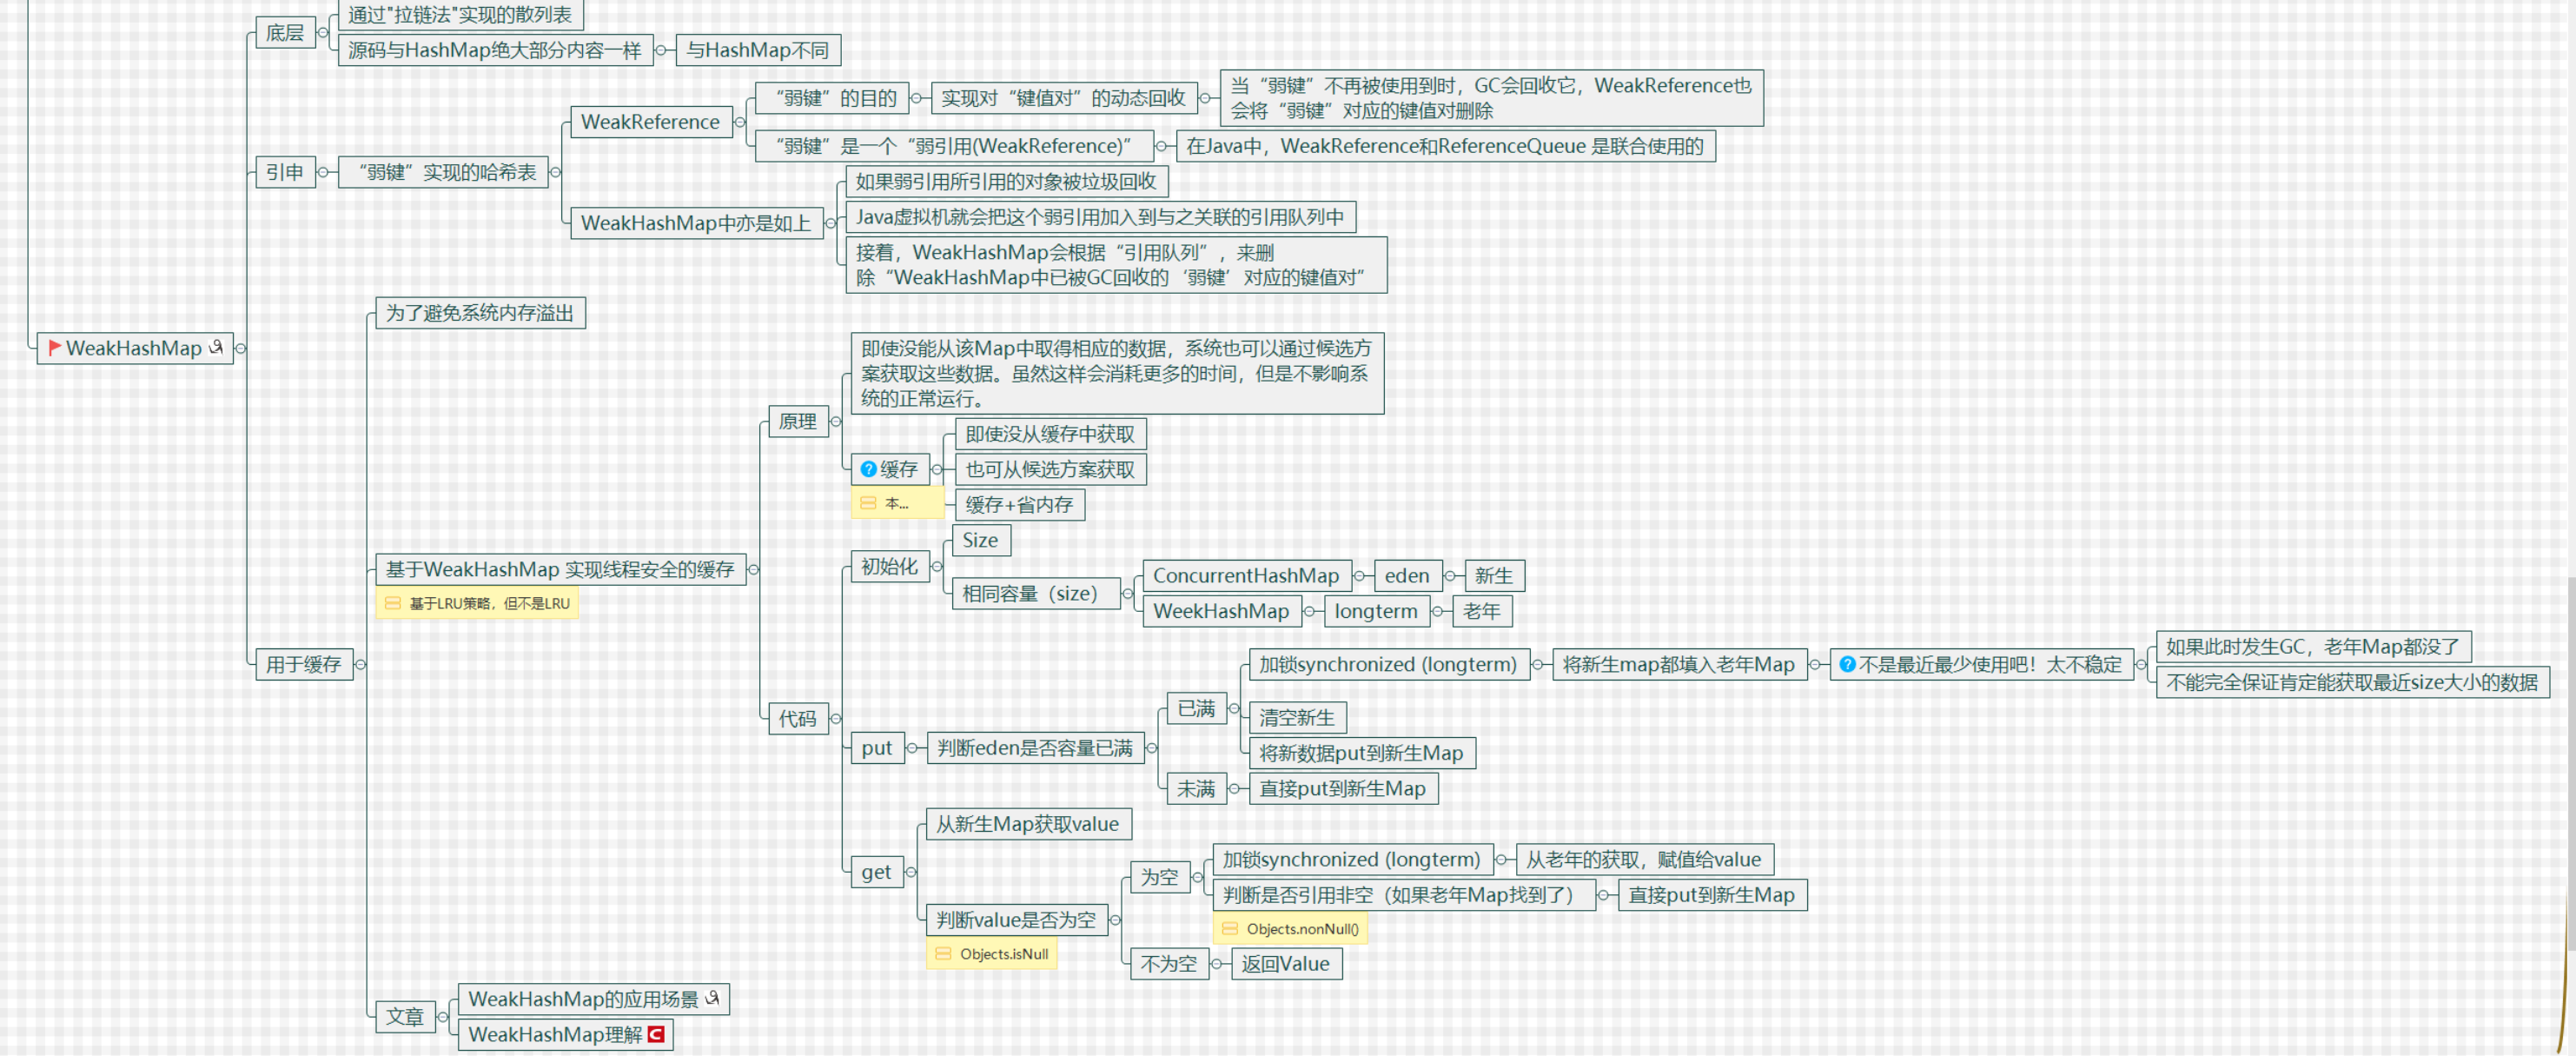 底层
通过"拉链法"实现的散列表
源码与HashMap绝大部分内容一样
与HashMap不同
引申
“弱键”实现的哈希表
WeakReference
“弱键”的目的
实现对“键值对”的动态回收
当“弱键”不再被使用到时，GC会回收它，WeakReference也
会将“弱键”对应的键值对删除
“弱键”是一个“弱引用(WeakReference)”
在Java中，WeakReference和ReferenceQueue 是联合使用的
WeakHashMap中亦是如上
如果弱引用所引用的对象被垃圾回收
Java虚拟机就会把这个弱引用加入到与之关联的引用队列中
接着，WeakHashMap会根据“引用队列”，来删
除“WeakHashMap中已被GC回收的‘弱键’对应的键值对”
WeakHashMap
用于缓存
为了避免系统内存溢出
基于WeakHashMap 实现线程安全的缓存
基于LRU策略，但不是LRU
原理
即使没能从该Map中取得相应的数据，系统也可以通过候选方
案获取这些数据。虽然这样会消耗更多的时间，但是不影响系
统的正常运行。
缓存
本...
即使没从缓存中获取
也可从候选方案获取
缓存+省内存
代码
初始化
Size
相同容量（size）
ConcurrentHashMap
eden
新生
WeekHashMap
longterm
老年
put
判断eden是否容量已满
已满
加锁synchronized (longterm)
将新生map都填入老年Map
不是最近最少使用吧！太不稳定
如果此时发生GC，老年Map都没了
不能完全保证肯定能获取最近size大小的数据
清空新生
将新数据put到新生Map
未满
直接put到新生Map
get
从新生Map获取value
判断value是否为空
Objects.isNull
为空
加锁synchronized (longterm)
从老年的获取，赋值给value
判断是否引用非空（如果老年Map找到了）
直接put到新生Map
Objects.nonNull()
不为空
返回Value
文章
WeakHashMap的应用场景
WeakHashMap理解